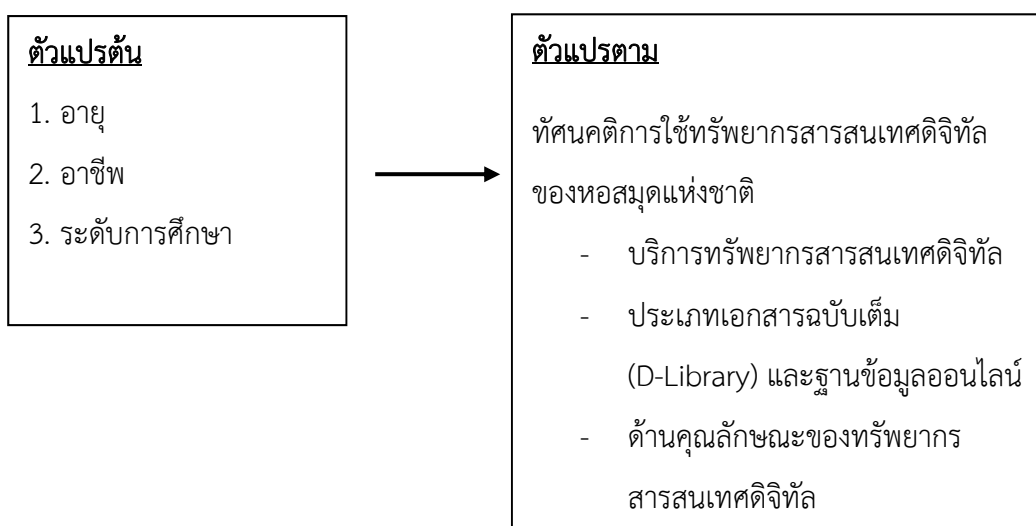 ตัวแปรต้น
1. อายุ
2. อาชีพ
3. ระดับการศึกษา
ตัวแปรตาม
ทัศนคติการใช้ทรัพยากรสารสนเทศดิจิทัล
ของหอสมุดแห่งชาติ
- บริการทรัพยากรสารสนเทศดิจิทัล
- ประเภทเอกสารฉบับเต็ม
(D-Library) และฐานข้อมูลออนไลน์
- ด้านคุณลักษณะของทรัพยากร
สารสนเทศดิจิทัล